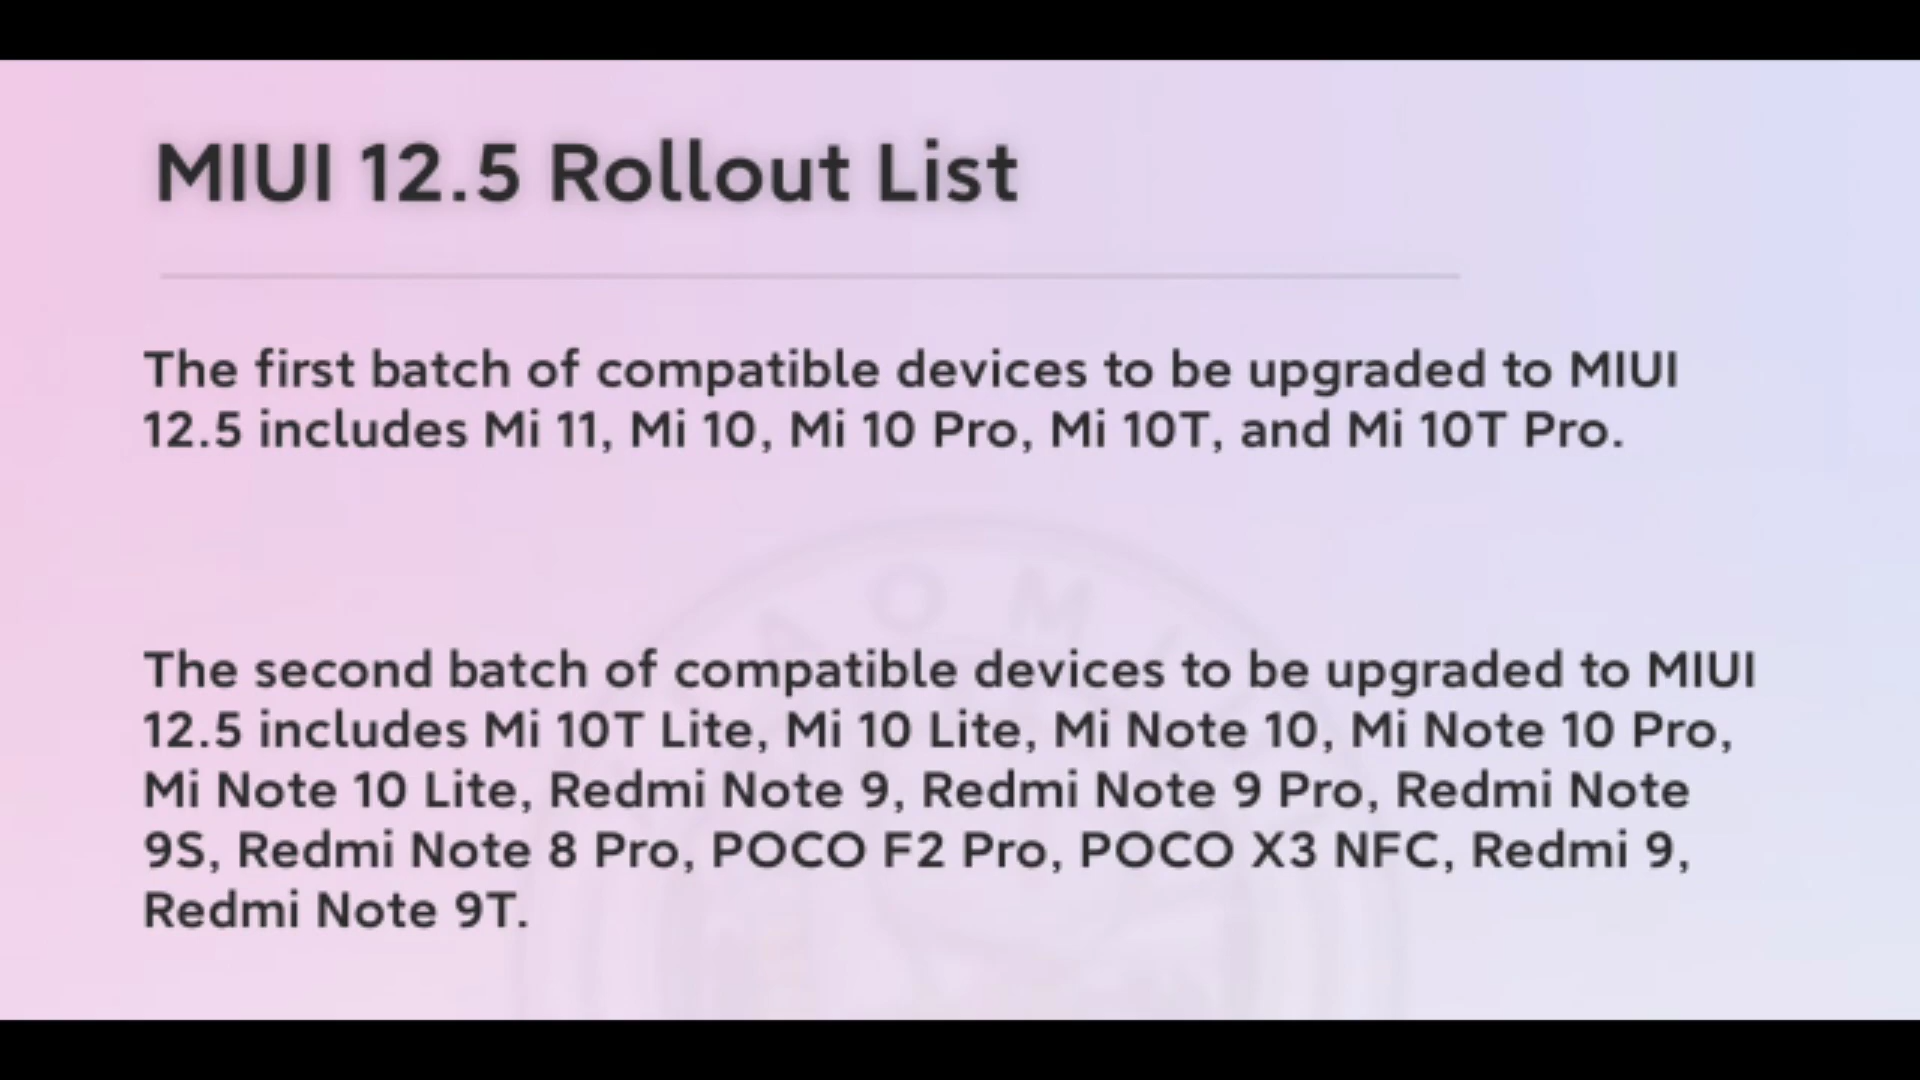 MIUI 12.5 Rollout List
The first batch of compatible devices to be upgraded to MIUI
12.5 includes Mi 11, Mi 10, Mi 10 Pro, Mi 10T, and Mi 10T Pro.
The second batch of compatible devices to be upgraded to MIUI
12.5 includes Mi 10T Lite, Mi 10 Lite, Mi Note 10, Mi Note 10 Pro,
Mi Note 10 Lite, Redmi Note 9, Redmi Note 9 Pro, Redmi Note
9S, Redmi Note 8 Pro, POCO F2 Pro, POCO X3 NFC, Redmi 9,
Redmi Note 9T.